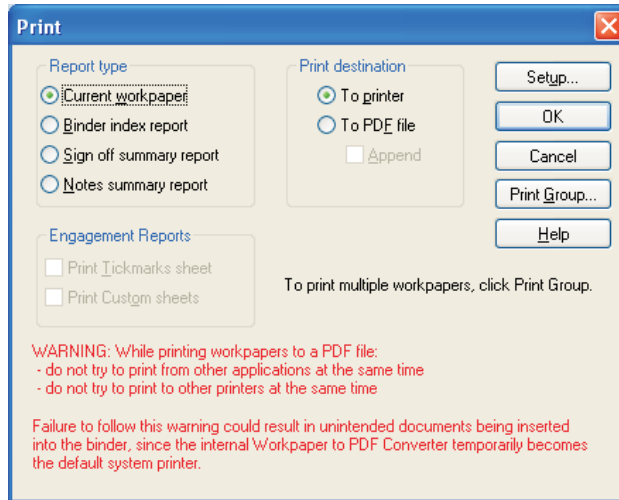 Print
Report type
Current workpaper
Binder index report
Sign off summary report
Notes summary report
Print destination
To printer
To PDF file
Append
Setup...
OK
Cancel
Print Group...
Help
Engagement Reports
Print Tickmarks sheet
Print Custom sheets
To print multiple workpapers, click Print Group.
WARNING: While printing workpapers to a PDF file:
- do not try to print from other applications at the same time
- do not try to print to other printers at the same time
Failure to follow this warning could result in unintended documents being inserted
into the binder, since the internal Workpaper to PDF Converter temporarily becomes
the default system printer.